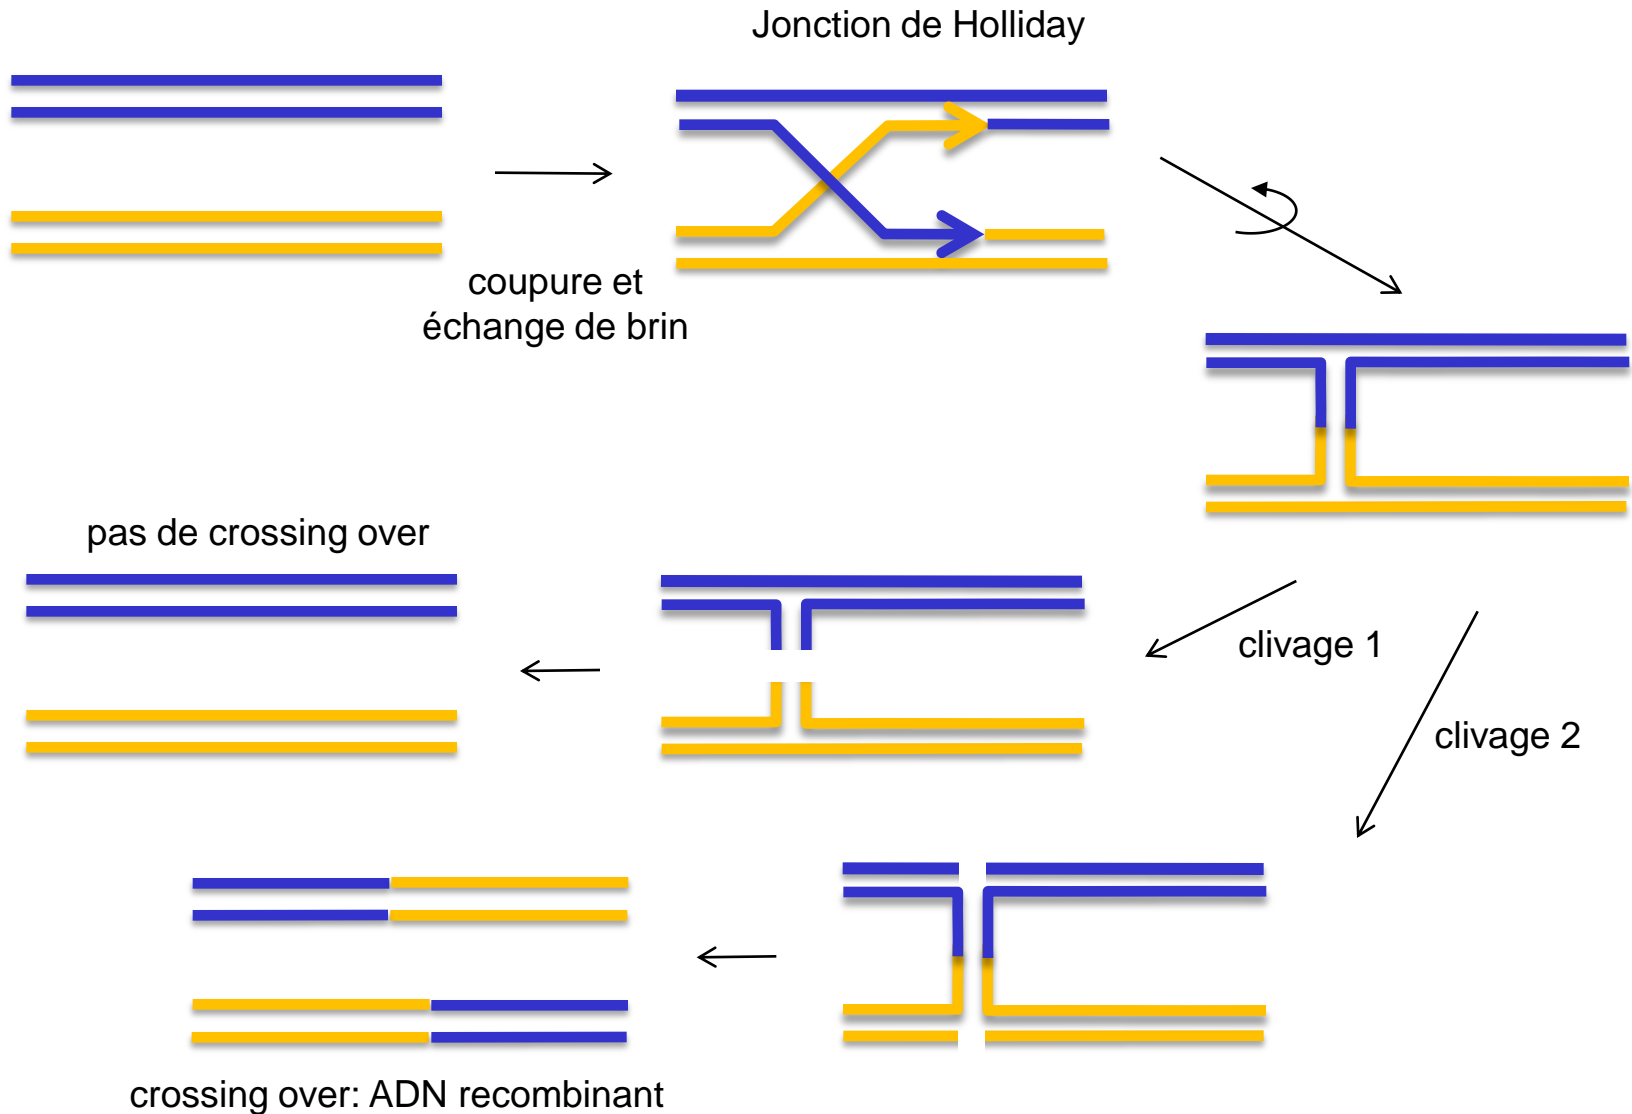 Jonction de Holliday
coupure et
échange de brin
pas de crossing over
clivage 1
clivage 2
crossing over: ADN recombinant